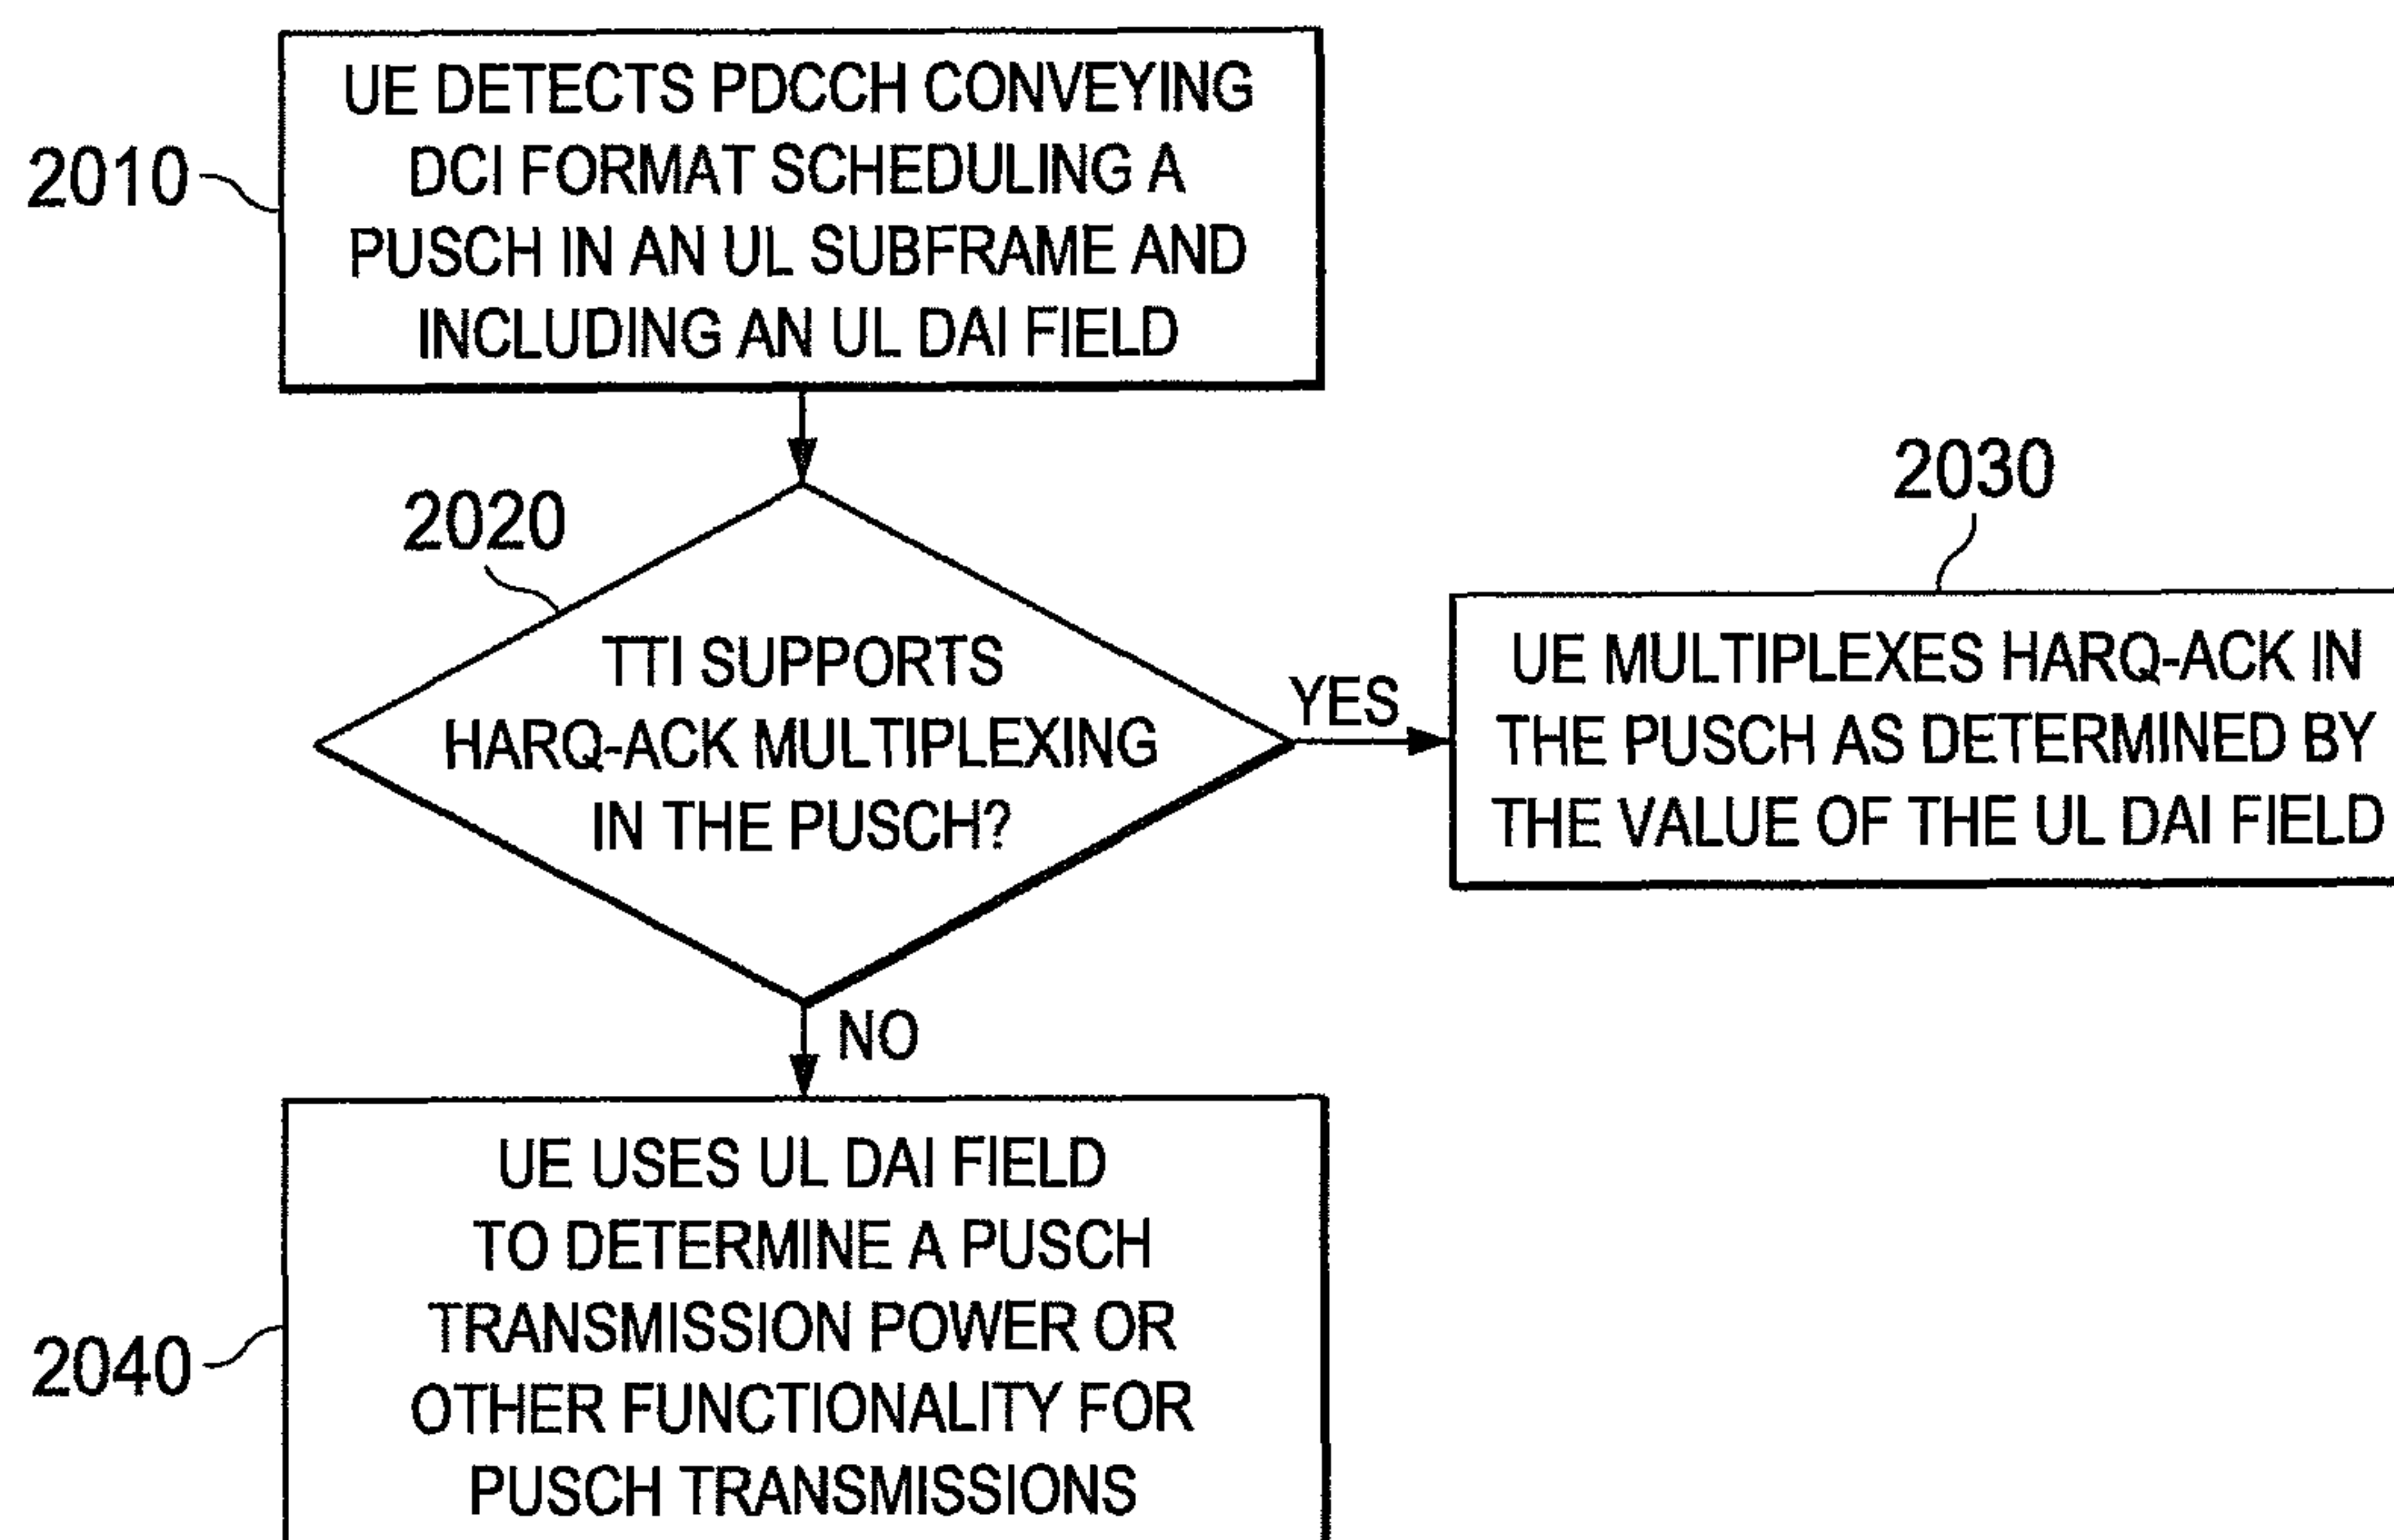 2010
UE DETECTS PDCCH CONVEYING
DCI FORMAT SCHEDULING A
PUSCH IN AN UL SUBFRAME AND
INCLUDING AN UL DAI FIELD
2020
TTI SUPPORTS
HARQ-ACK MULTIPLEXING
IN THE PUSCH?
YES
2030
UE MULTIPLEXES HARQ-ACK IN
THE PUSCH AS DETERMINED BY
THE VALUE OF THE UL DAI FIELD
NO
2040
UE USES UL DAI FIELD
TO DETERMINE A PUSCH
TRANSMISSION POWER OR
OTHER FUNCTIONALITY FOR
PUSCH TRANSMISSIONS